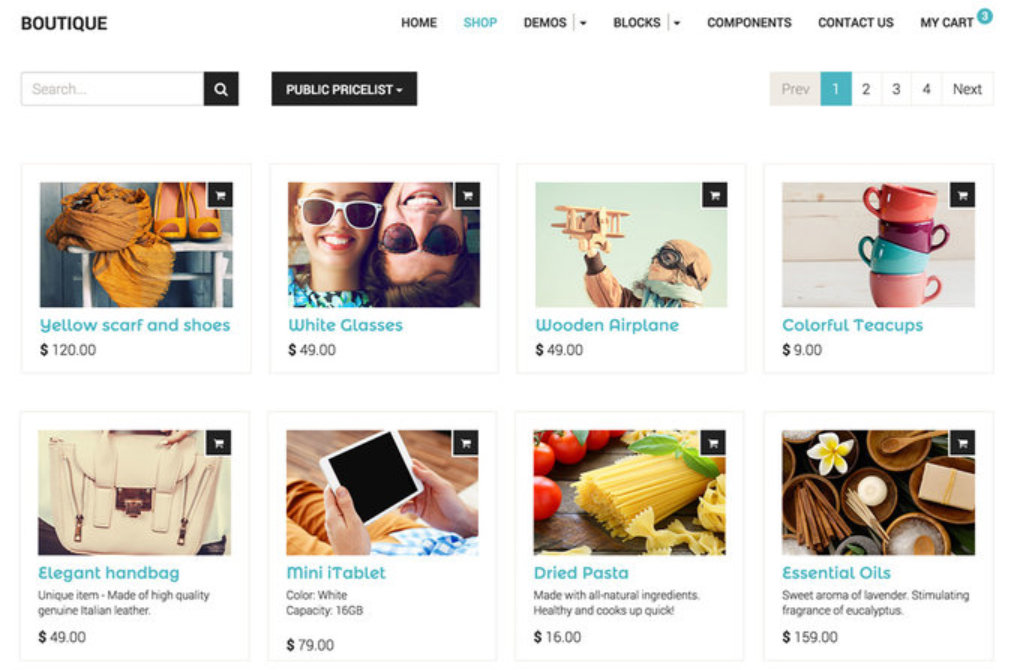 BOUTIQUE
HOME SHOP DEMOS BLOCKS COMPONENTS CONTACT US MY CART 3
Search... PUBLIC PRICELIST Prev 1 2 3 4 Next
Yellow scarf and shoes
$ 120.00
White Glasses
$ 49.00
Wooden Airplane
$ 49.00
Colorful Teacups
$ 9.00
Elegant handbag
Unique item - Made of high quality
genuine Italian leather.
$ 49.00
Mini iTablet
Color: White
Capacity: 16GB
$ 79.00
Dried Pasta
Made with all-natural ingredients.
Healthy and cooks up quick!
$ 16.00
Essential Oils
Sweet aroma of lavender. Stimulating
fragrance of eucalyptus.
$ 159.00